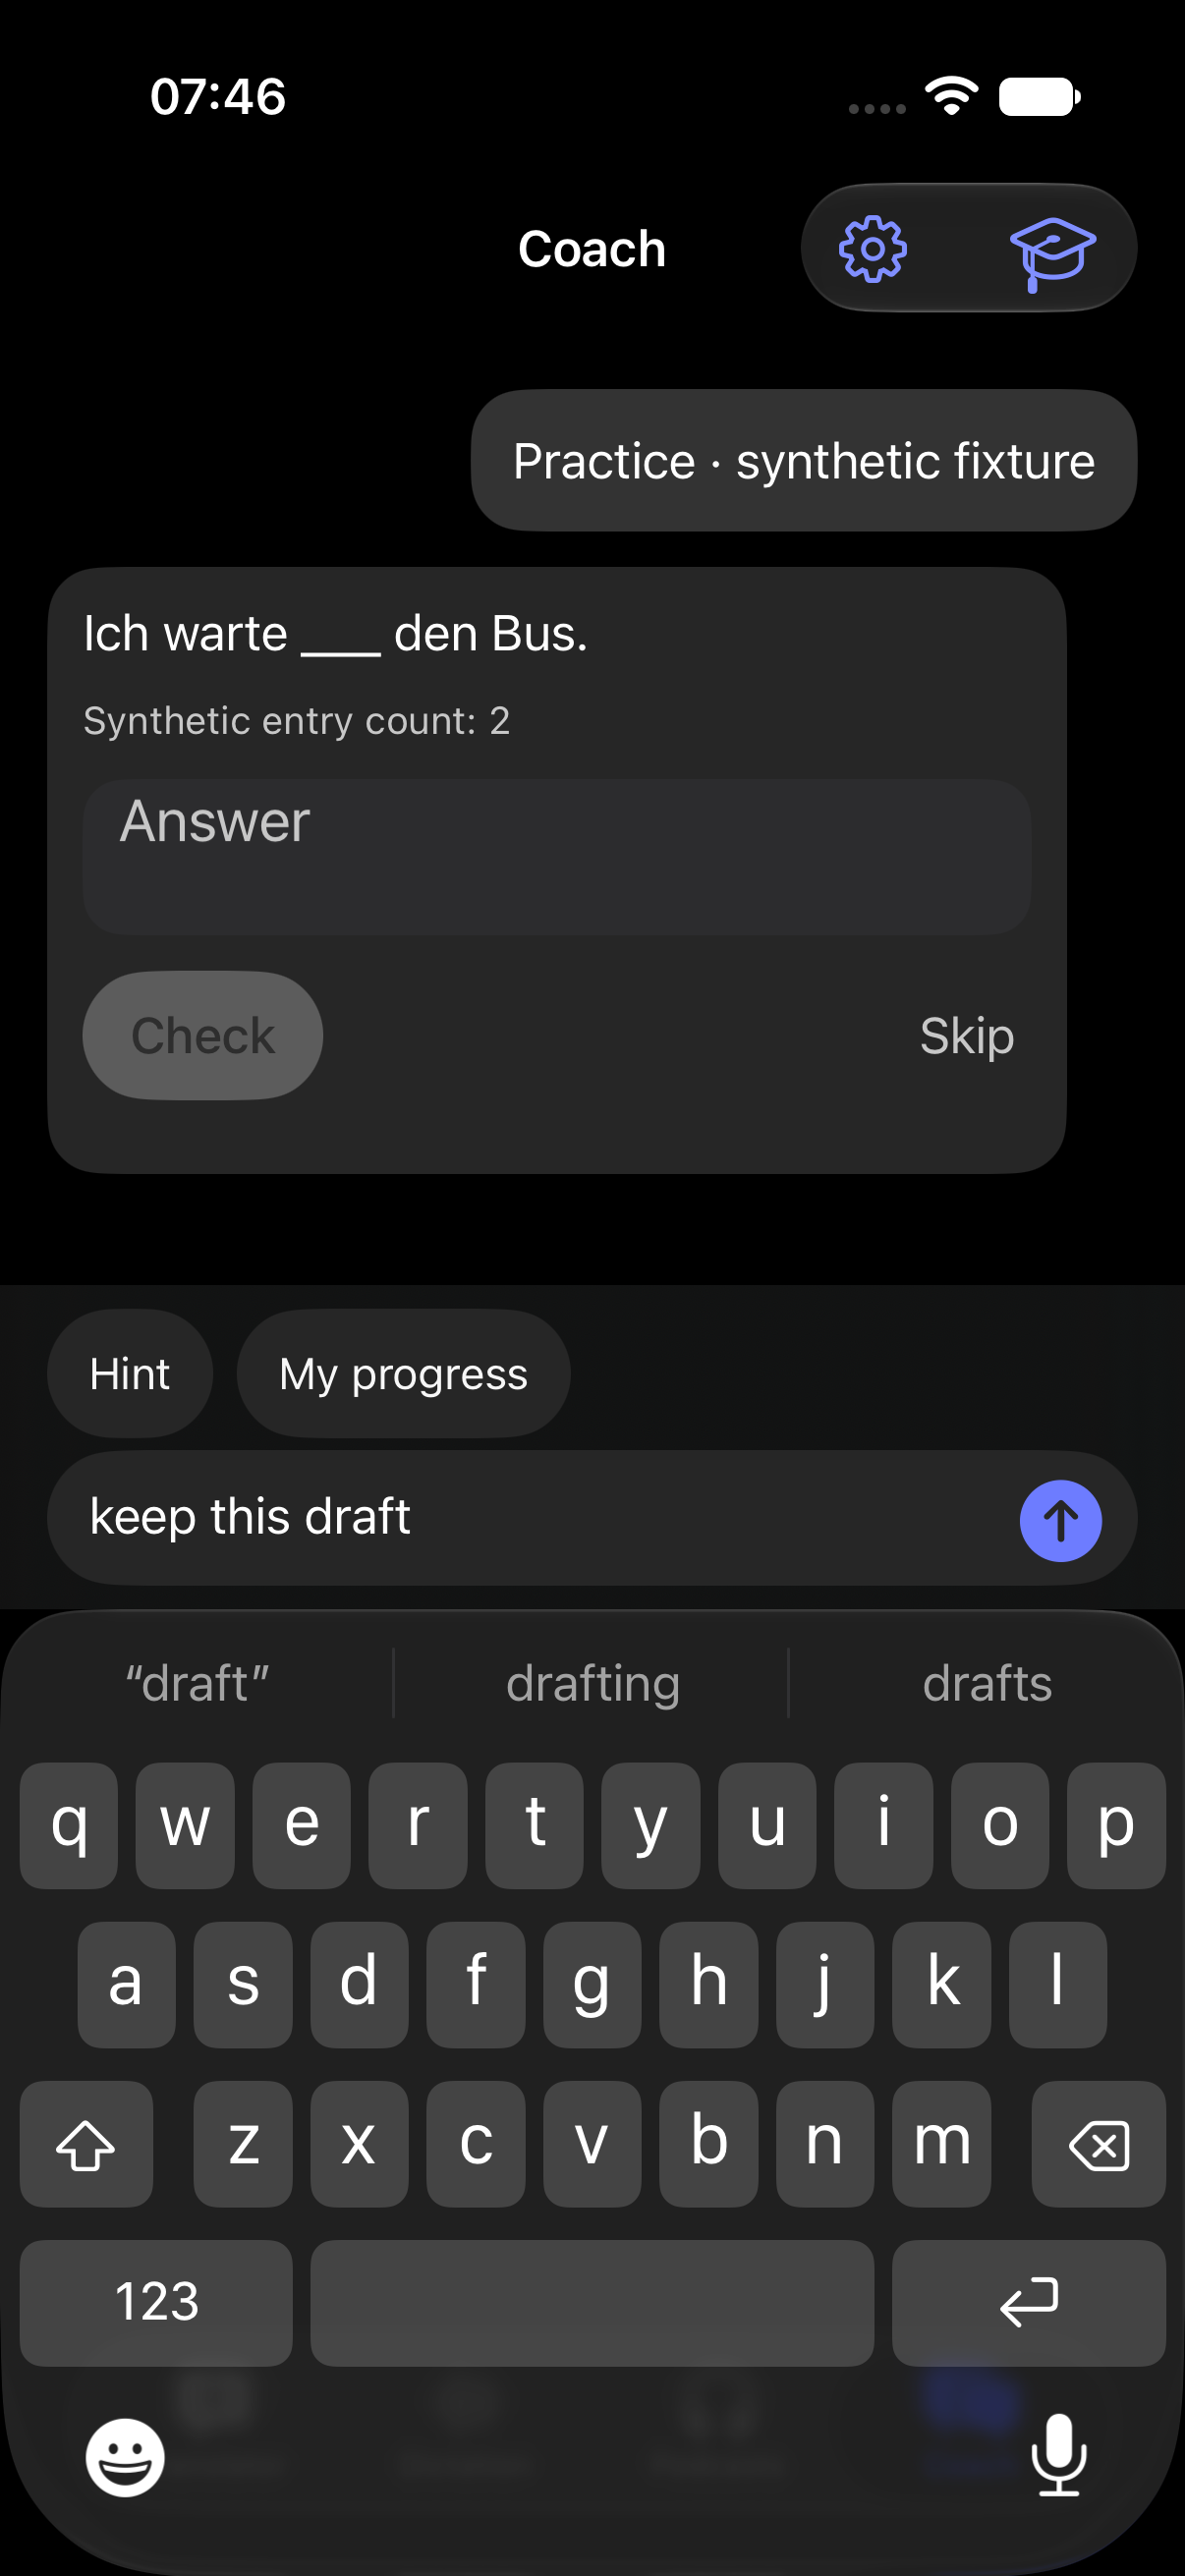 07:46
Coach
Practice · synthetic fixture
Ich warte ____ den Bus.
Synthetic entry count: 2
Answer
Check
Skip
Hint
My progress
keep this draft
“draft”
drafting
drafts
q w e r t y u i o p
a s d f g h j k l
z x c v b n m
123